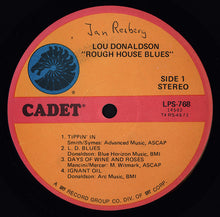 Jan Rosberg
LOU DONALDSON
"ROUGH HOUSE BLUES"
SIDE 1
STEREO
CADET®
LPS-768
1. TIPPIN' IN
Smith/Symes: Advanced Music, ASCAP
2. L. D. BLUES
Donaldson: Blue Horizon Music, BMI
3. DAYS OF WINE AND ROSES
Mancini/Mercer: M. Witmark, ASCAP
4. IGNANT OIL
Donaldson: Arc Music, BMI
RECORD GROUP CO. DIV. CORP.